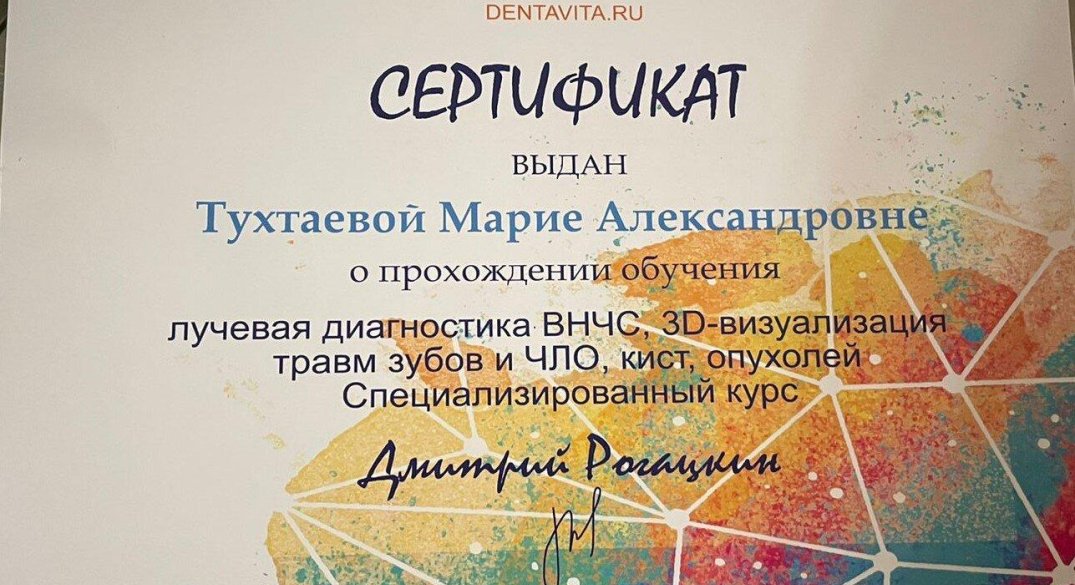 DENTAVITA.RU
СЕРТИФИКАТ
ВЫДАН
Тухтаевой Марие Александровне
о прохождении обучения
лучевая диагностика ВНЧС, 3D-визуализация
травм зубов и ЧЛО, кист, опухолей
Специализированный курс
Дмитрий Рогацкин